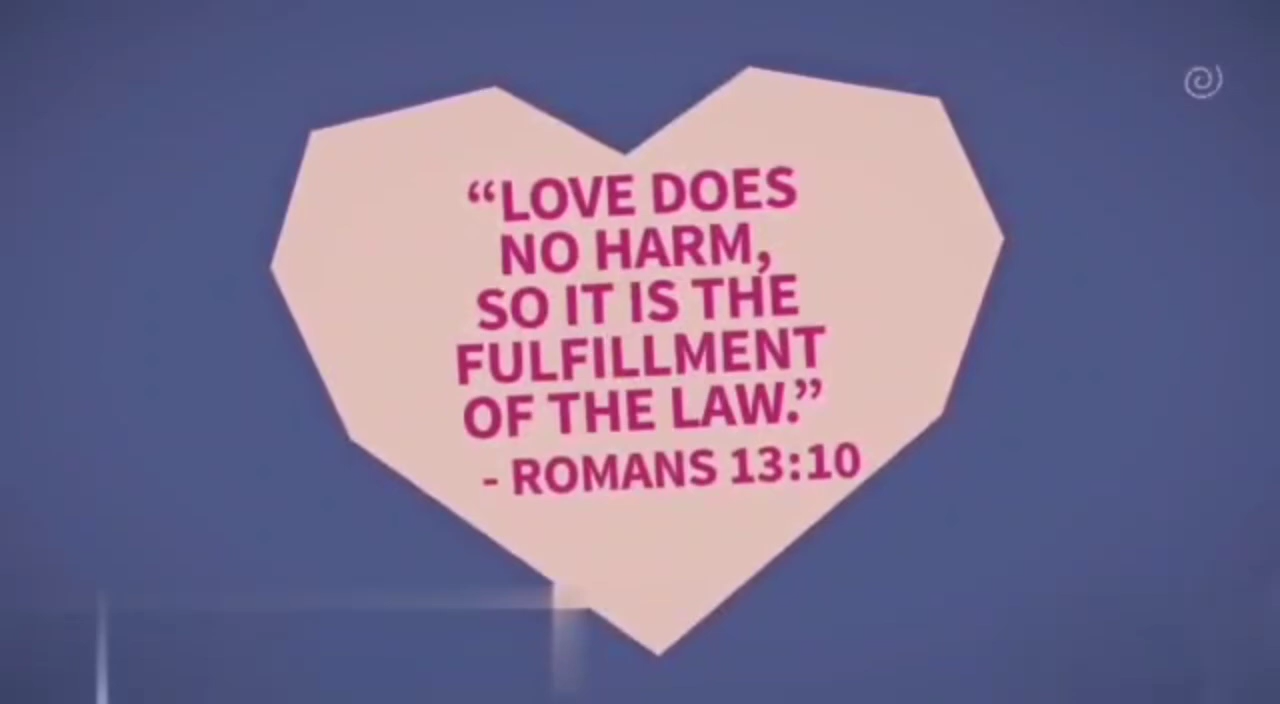 “LOVE DOES
NO HARM,
SO IT IS THE
FULFILLMENT
OF THE LAW.”
- ROMANS 13:10